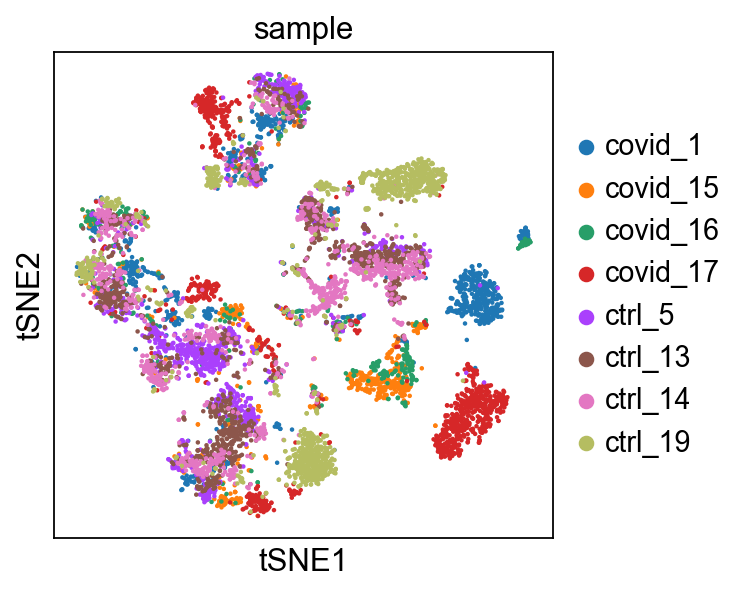 sample
tSNE2
tSNE1
covid_1
covid_15
covid_16
covid_17
ctrl_5
ctrl_13
ctrl_14
ctrl_19